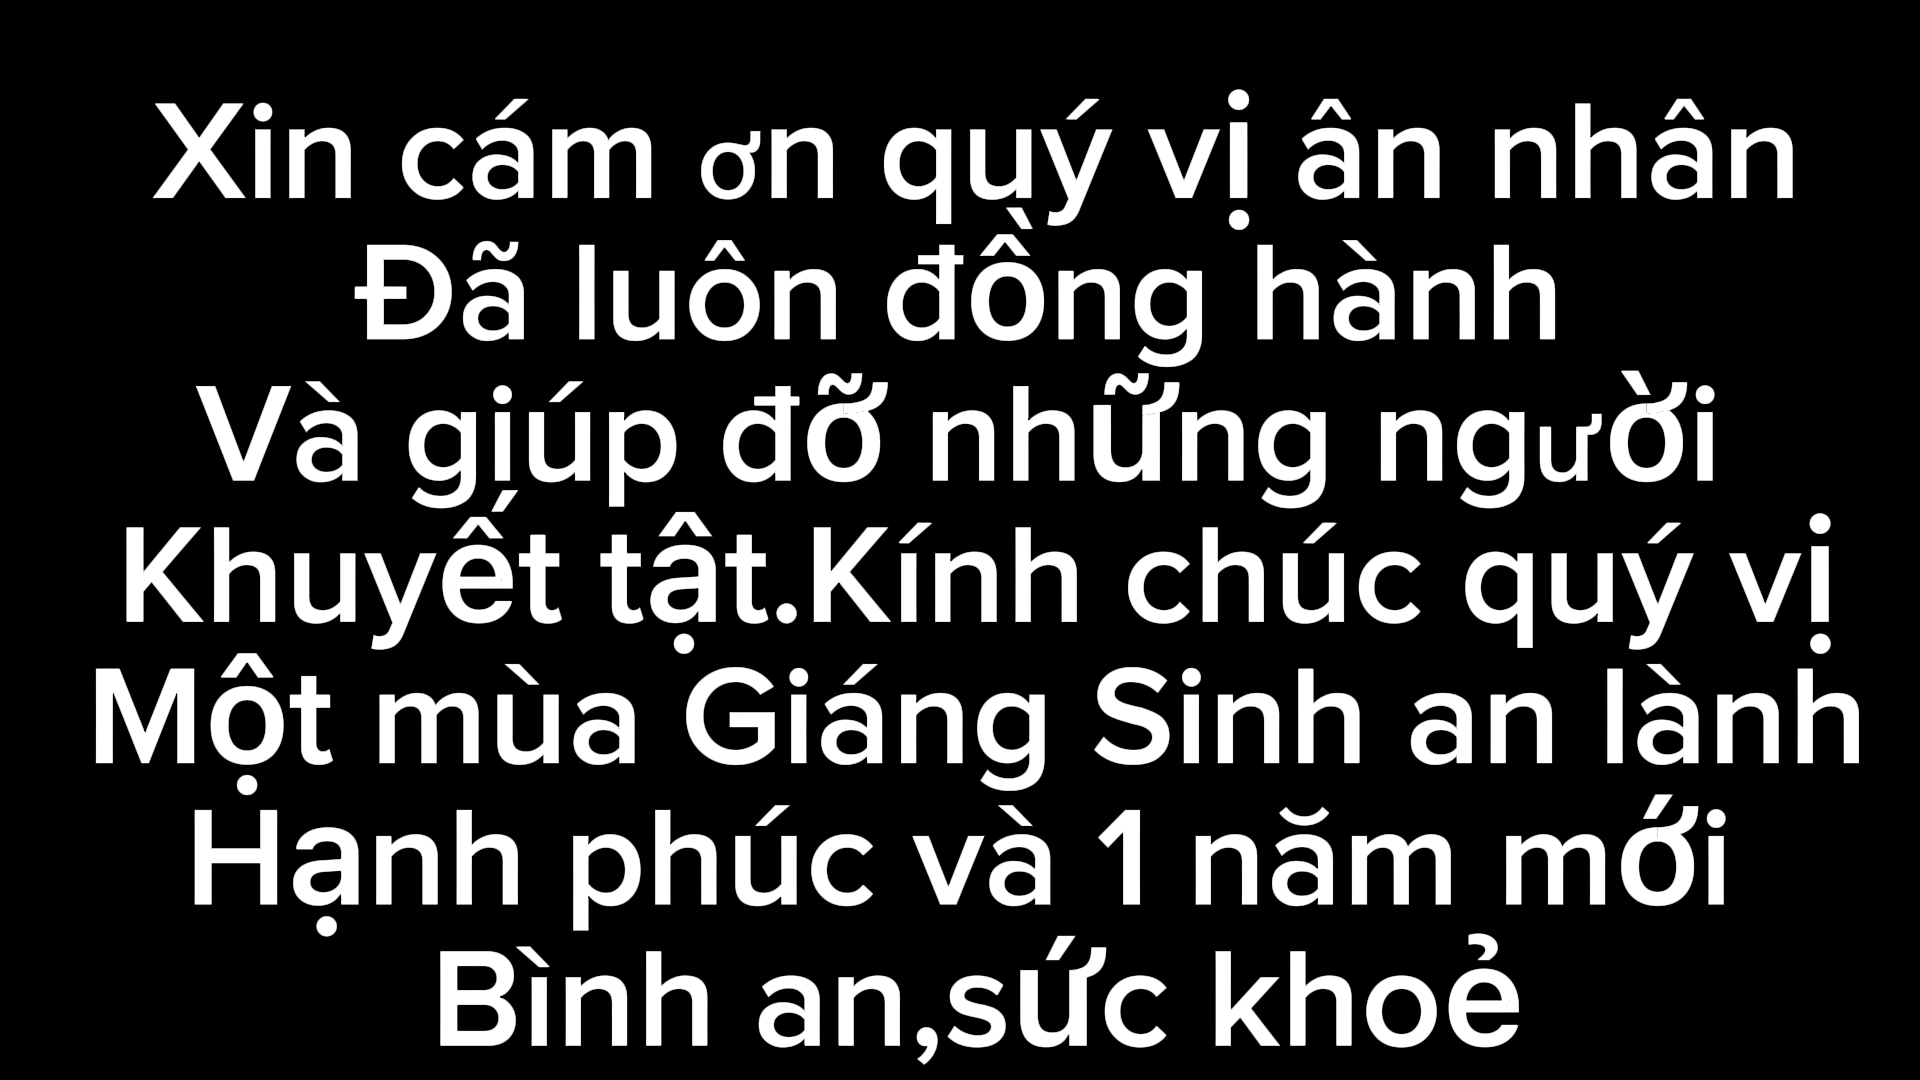 Xin cám ơn quý vị ân nhân
Đã luôn đồng hành
Và giúp đỡ những người
Khuyết tật.Kính chúc quý vị
Một mùa Giáng Sinh an lành
Hạnh phúc và 1 năm mới
Bình an,sức khoẻ